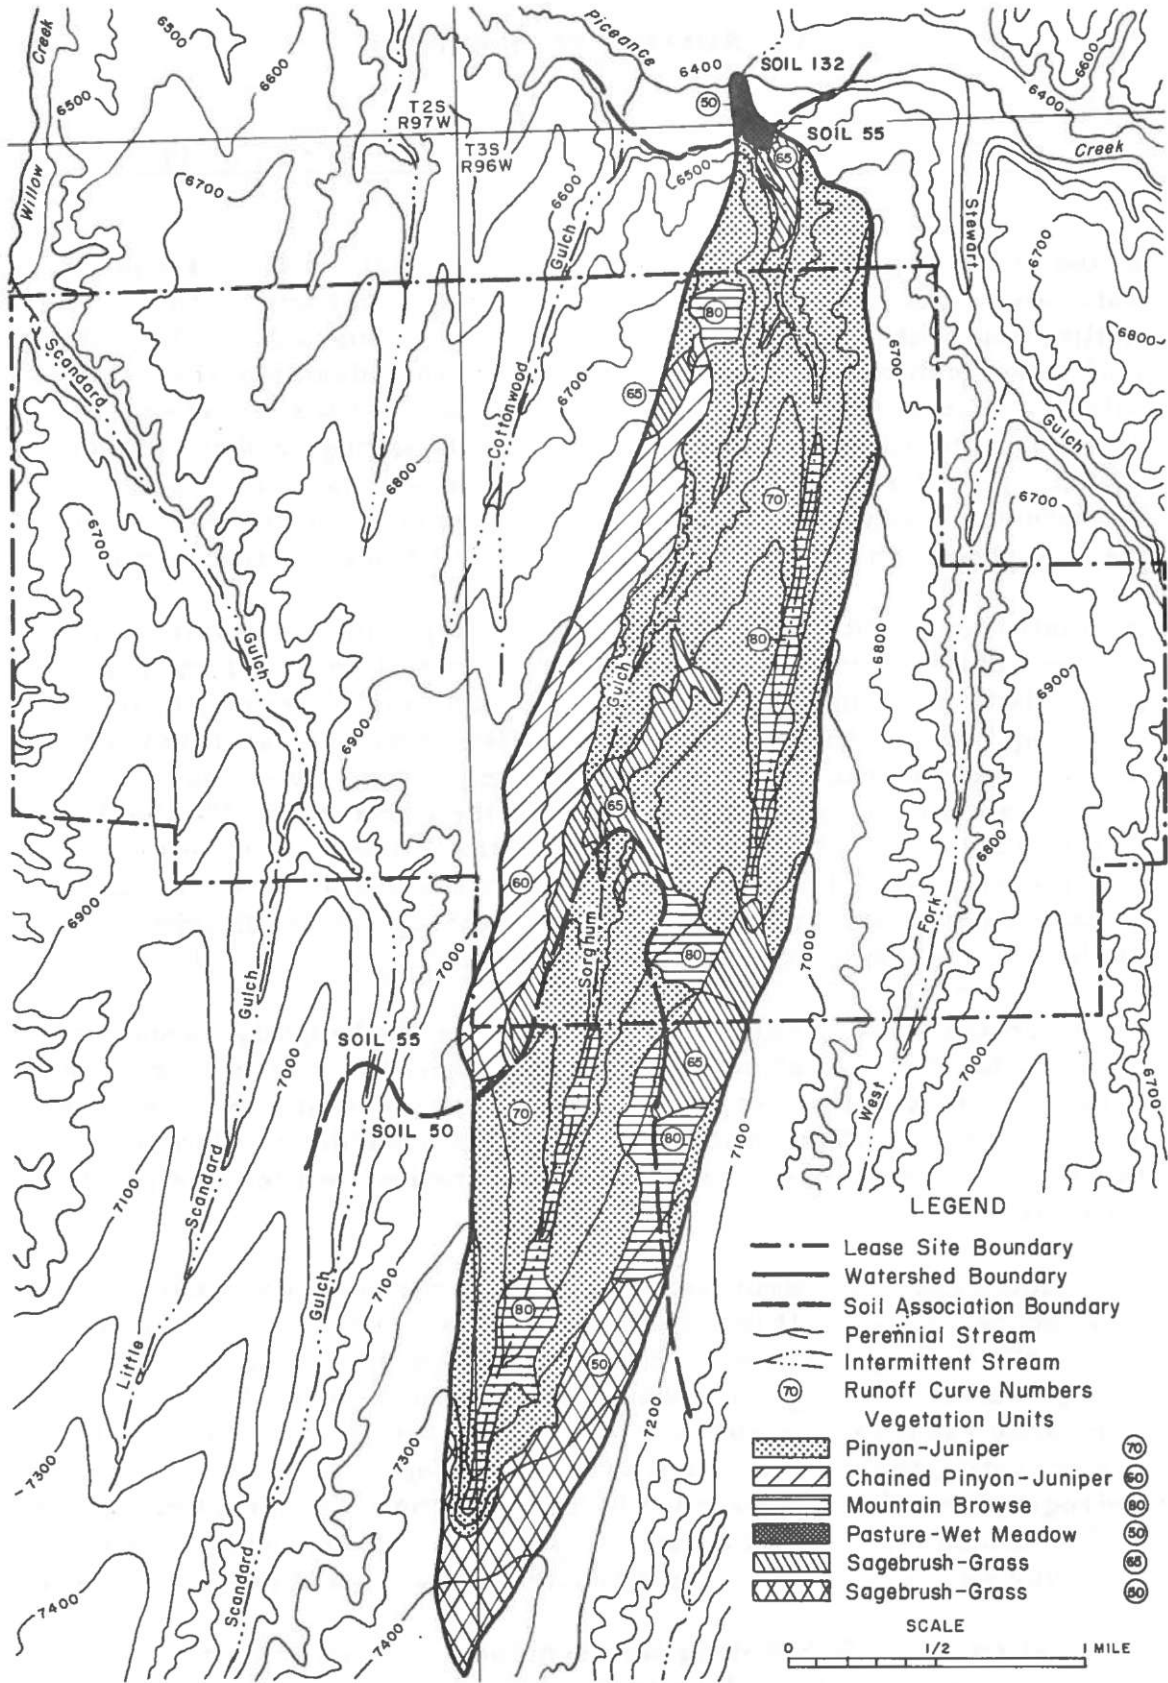 Creek
Willow
6500
6500
6600
Piceance
6400
SOIL 132
6600
6400
50
T2S
R97W
T3S
R96W
SOIL 55
65
Creek
6500
6700
6600
Gulch
Stewart
6700
80
6800
6700
Scandard
6700
65
Cottonwood
6800
Gulch
70
6700
6700
Gulch
80
6800
Gulch
6900
6900
65
6800
60
6900
Sorghum
80
Fork
7000
7000
Gulch
SOIL 55
7000
65
7000
West
6700
70
SOIL 50
80
7100
7100
Scandard
Gulch
7100
80
Little
50
7200
7300
7300
Scandard
7400
7400
LEGEND
Lease Site Boundary
Watershed Boundary
Soil Association Boundary
Perennial Stream
Intermittent Stream
70 Runoff Curve Numbers
Vegetation Units
Pinyon-Juniper 70
Chained Pinyon-Juniper 60
Mountain Browse 80
Pasture-Wet Meadow 50
Sagebrush-Grass 65
Sagebrush-Grass 50
SCALE
0 1/2 1 MILE